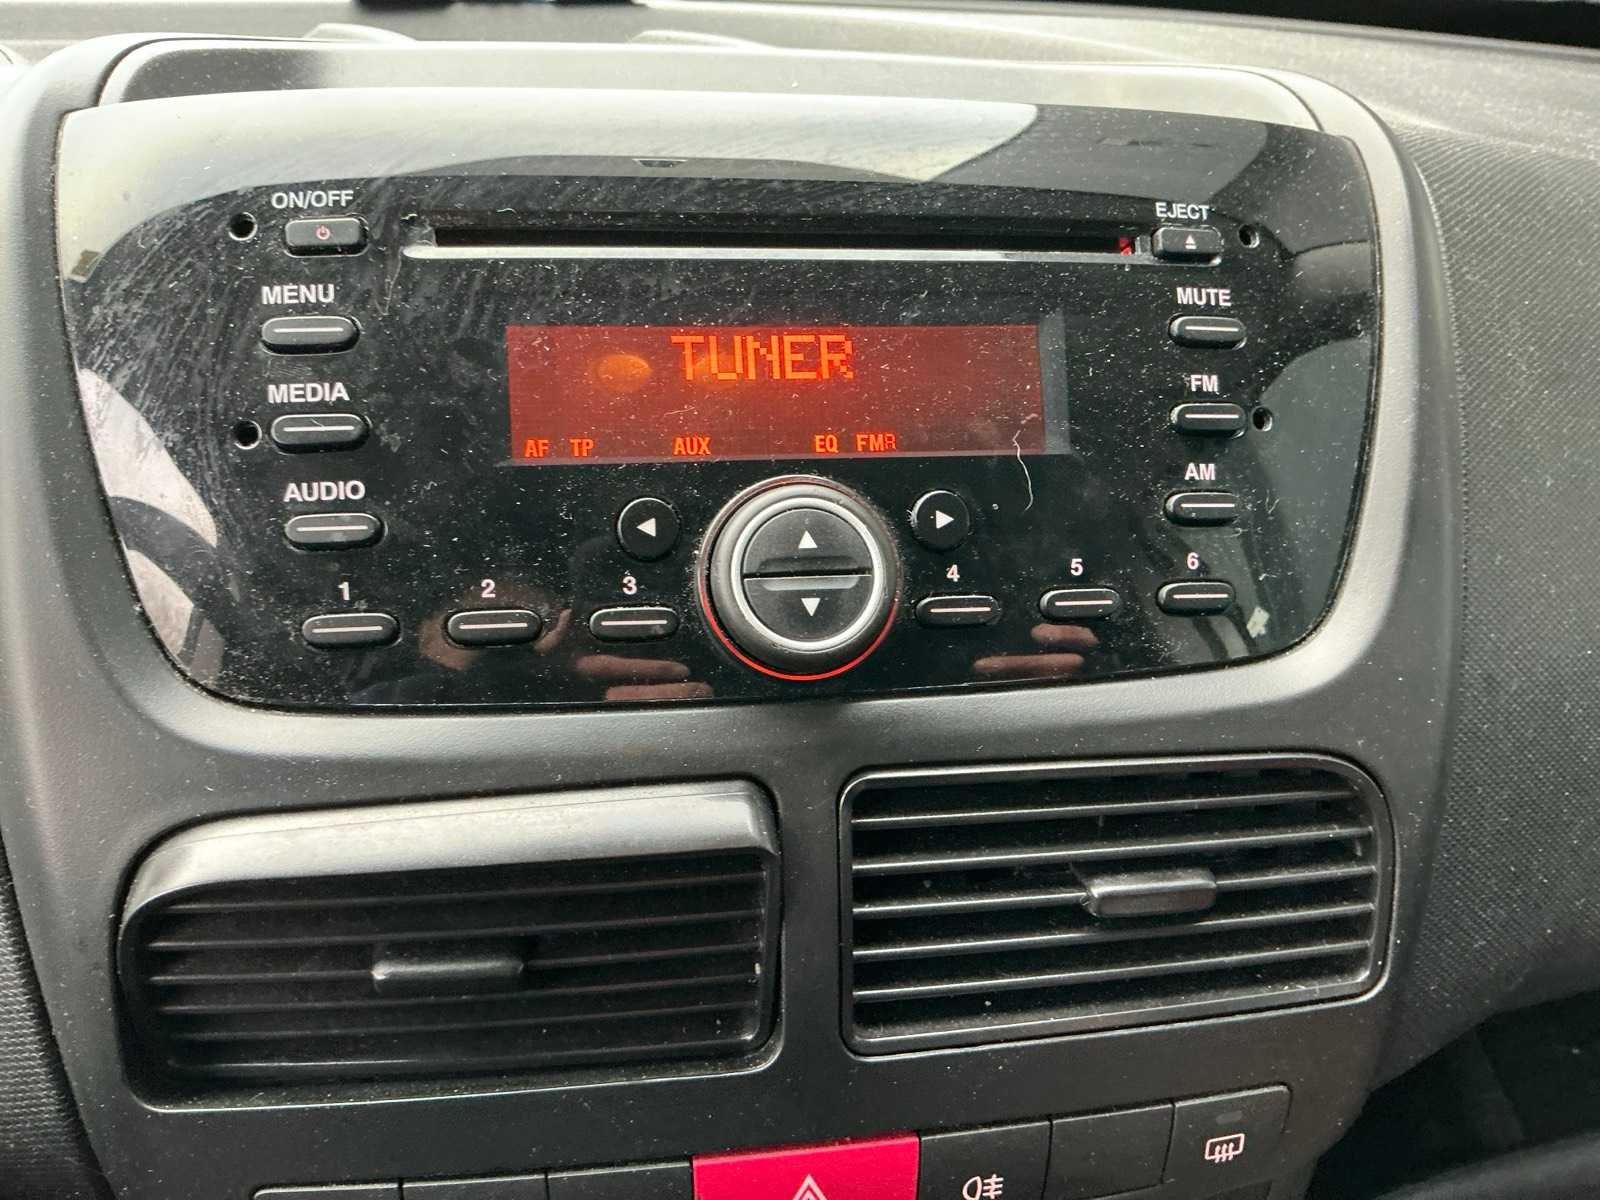 ON/OFF
EJECT
MENU
MUTE
TUNER
MEDIA
FM
AF TP AUX EQ FMR
AUDIO
AM
1 2 3 4 5 6